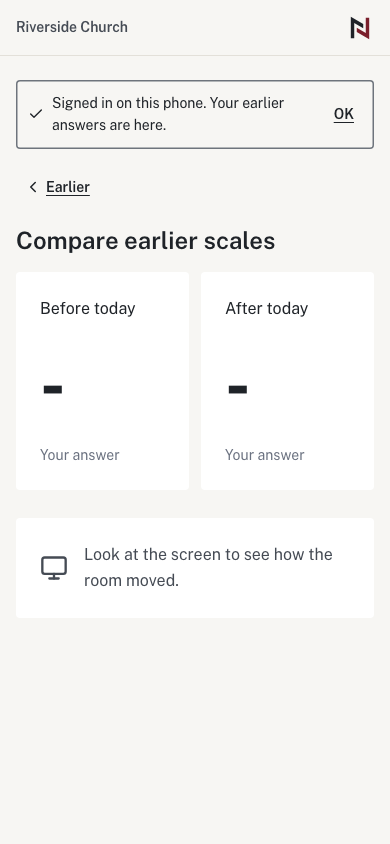 Riverside Church
Signed in on this phone. Your earlier
answers are here.
OK
Earlier
Compare earlier scales
Before today
-
Your answer
After today
-
Your answer
Look at the screen to see how the
room moved.